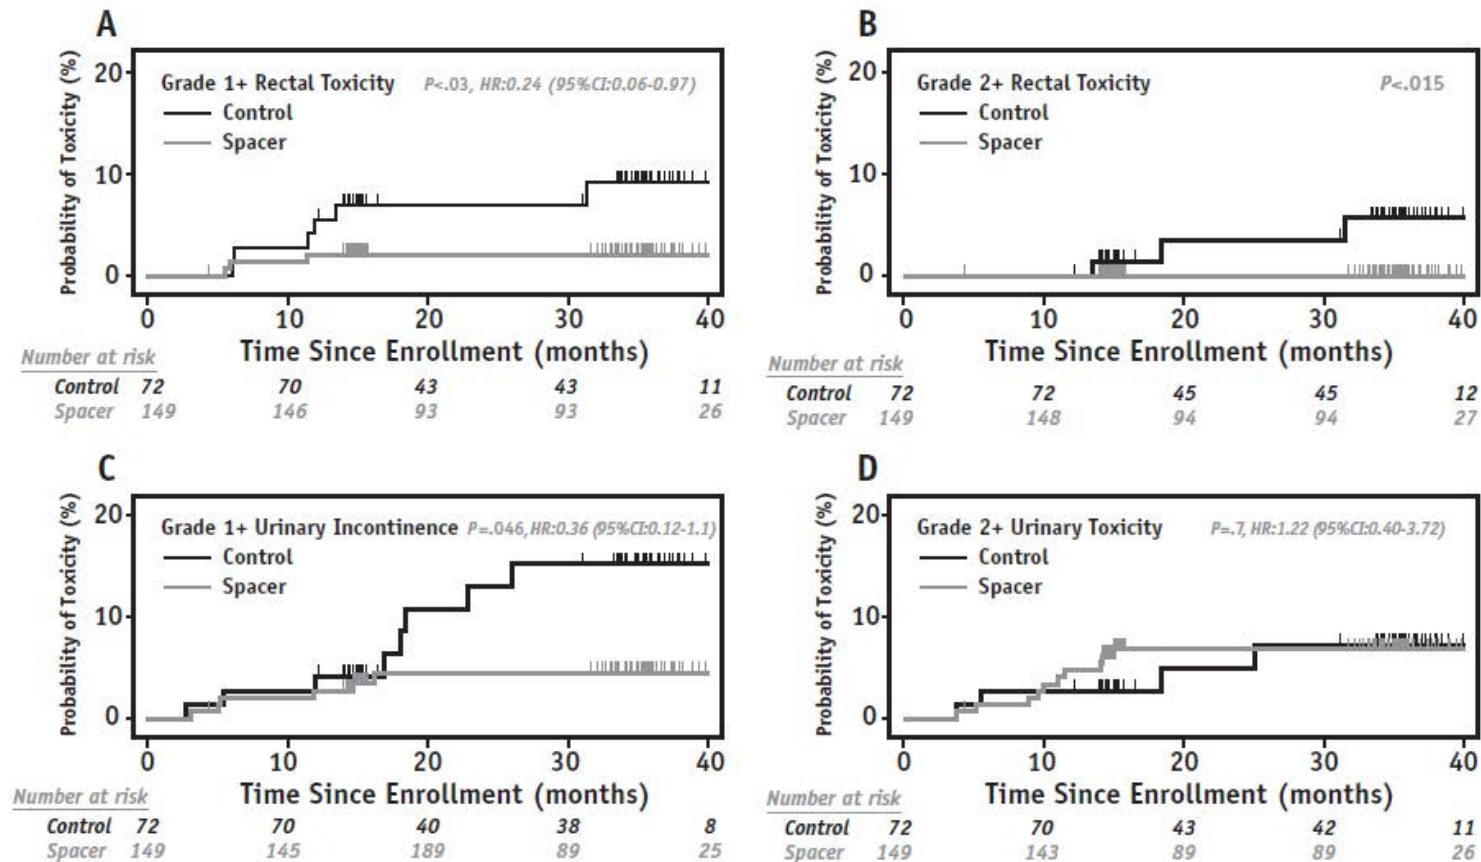 A
Probability of Toxicity (%)
20
10
0
Grade 1+ Rectal Toxicity P<.03, HR:0.24 (95%CI:0.06-0.97)
Control
Spacer
0 10 20 30 40
Time Since Enrollment (months)
Number at risk
Control 72 70 43 43 11
Spacer 149 146 93 93 26
B
Probability of Toxicity (%)
20
10
0
Grade 2+ Rectal Toxicity P<.015
Control
Spacer
0 10 20 30 40
Time Since Enrollment (months)
Number at risk
Control 72 72 45 45 12
Spacer 149 148 94 94 27
C
Probability of Toxicity (%)
20
10
0
Grade 1+ Urinary Incontinence P=.046, HR:0.36 (95%CI:0.12-1.1)
Control
Spacer
0 10 20 30 40
Time Since Enrollment (months)
Number at risk
Control 72 70 40 38 8
Spacer 149 145 189 89 25
D
Probability of Toxicity (%)
20
10
0
Grade 2+ Urinary Toxicity P=.7, HR:1.22 (95%CI:0.40-3.72)
Control
Spacer
0 10 20 30 40
Time Since Enrollment (months)
Number at risk
Control 72 70 43 42 11
Spacer 149 143 89 89 26